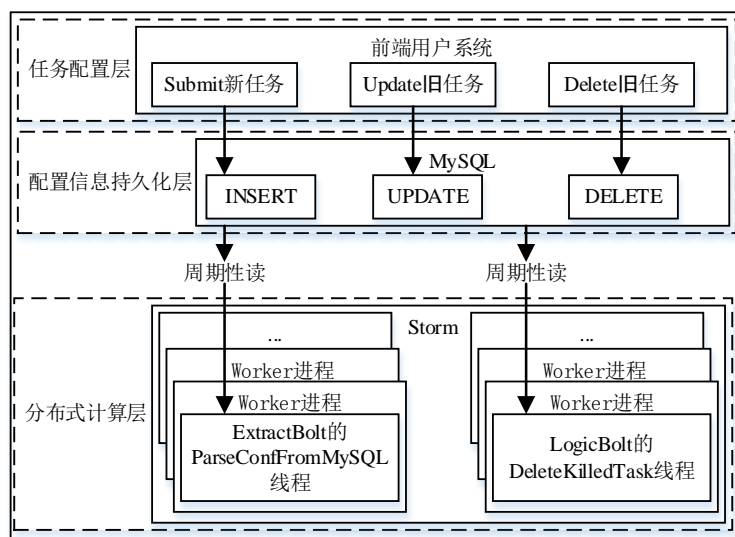 前端用户系统
任务配置层
Submit新任务
Update旧任务
Delete旧任务
MySQL
配置信息持久化层
INSERT
UPDATE
DELETE
周期性读
周期性读
Storm
...
...
Worker进程
Worker进程
Worker进程
Worker进程
分布式计算层
ExtractBolt的
ParseConfFromMySQL
线程
LogicBolt的
DeleteKilledTask线程